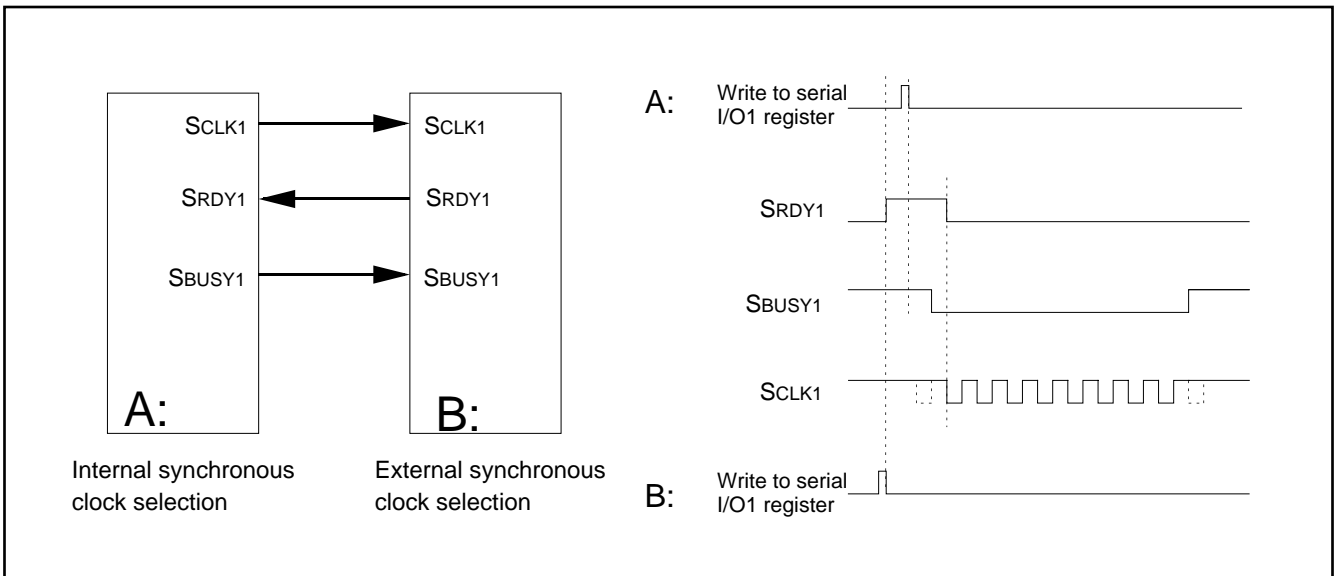 SCLK1
SRDY1
SBUSY1
A:
Internal synchronous
clock selection
SCLK1
SRDY1
SBUSY1
B:
External synchronous
clock selection
A:
Write to serial
I/O1 register
SRDY1
SBUSY1
SCLK1
B:
Write to serial
I/O1 register